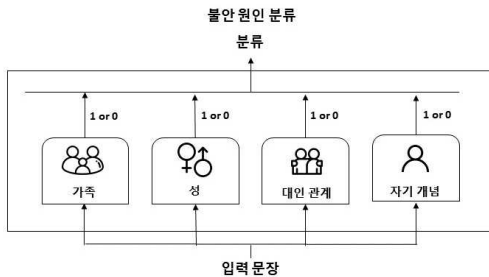 불안 원인 분류
분류
1 or 0 1 or 0 1 or 0 1 or 0
가족 성 대인 관계 자기 개념
입력 문장